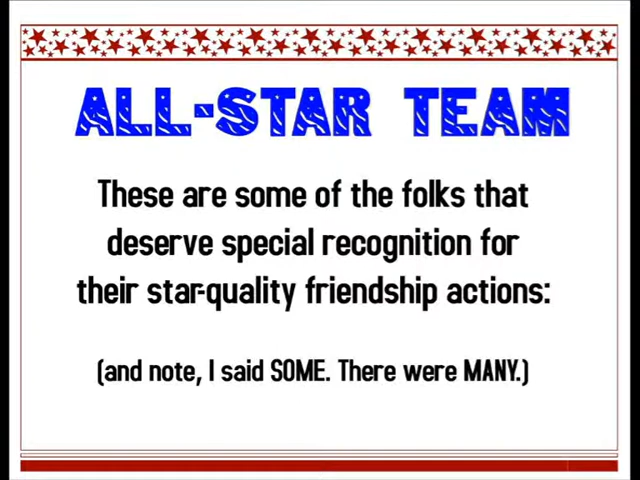 ALL-STAR TEAM
These are some of the folks that
deserve special recognition for
their star-quality friendship actions:
(and note, I said SOME. There were MANY.)